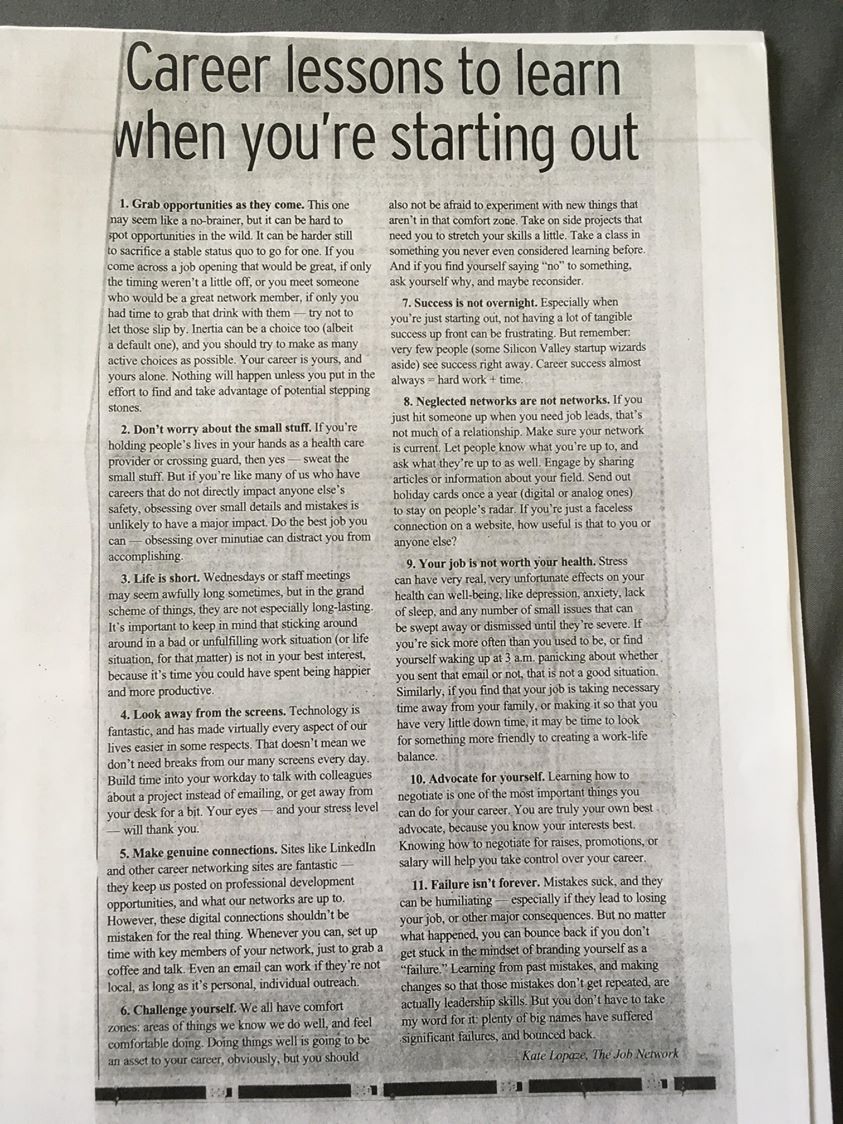 Career lessons to learn
when you're starting out
1. Grab opportunities as they come. This one
nay seem like a no-brainer, but it can be hard to
spot opportunities in the wild. It can be harder still
to sacrifice a stable status quo to go for one. If you
come across a job opening that would be great, if only
the timing weren't a little off, or you meet someone
who would be a great network member, if only you
had time to grab that drink with them — try not to
let those slip by. Inertia can be a choice too (albeit
a default one), and you should try to make as many
active choices as possible. Your career is yours, and
yours alone. Nothing will happen unless you put in the
effort to find and take advantage of potential stepping
stones.
2. Don't worry about the small stuff. If you're
holding people's lives in your hands as a health care
provider or crossing guard, then yes — sweat the
small stuff. But if you're like many of us who have
careers that do not directly impact anyone else's
safety, obsessing over small details and mistakes is
unlikely to have a major impact. Do the best job you
can — obsessing over minutiae can distract you from
accomplishing.
3. Life is short. Wednesdays or staff meetings
may seem awfully long sometimes, but in the grand
scheme of things, they are not especially long-lasting.
It's important to keep in mind that sticking around
around in a bad or unfulfilling work situation (or life
situation, for that matter) is not in your best interest,
because it's time you could have spent being happier
and more productive.
4. Look away from the screens. Technology is
fantastic, and has made virtually every aspect of our
lives easier in some respects. That doesn't mean we
don't need breaks from our many screens every day.
Build time into your workday to talk with colleagues
about a project instead of emailing, or get away from
your desk for a bit. Your eyes — and your stress level
— will thank you.
5. Make genuine connections. Sites like LinkedIn
and other career networking sites are fantastic —
they keep us posted on professional development
opportunities, and what our networks are up to.
However, these digital connections shouldn't be
mistaken for the real thing. Whenever you can, set up
time with key members of your network, just to grab a
coffee and talk. Even an email can work if they're not
local, as long as it's personal, individual outreach.
6. Challenge yourself. We all have comfort
zones: areas of things we know we do well, and feel
comfortable doing. Doing things well is going to be
an asset to your career, obviously, but you should
also not be afraid to experiment with new things that
aren't in that comfort zone. Take on side projects that
need you to stretch your skills a little. Take a class in
something you never even considered learning before.
And if you find yourself saying “no” to something,
ask yourself why, and maybe reconsider.
7. Success is not overnight. Especially when
you're just starting out, not having a lot of tangible
success up front can be frustrating. But remember:
very few people (some Silicon Valley startup wizards
aside) see success right away. Career success almost
always = hard work + time.
8. Neglected networks are not networks. If you
just hit someone up when you need job leads, that's
not much of a relationship. Make sure your network
is current. Let people know what you're up to, and
ask what they're up to as well. Engage by sharing
articles or information about your field. Send out
holiday cards once a year (digital or analog ones)
to stay on people's radar. If you're just a faceless
connection on a website, how useful is that to you or
anyone else?
9. Your job is not worth your health. Stress
can have very real, very unfortunate effects on your
health can well-being, like depression, anxiety, lack
of sleep, and any number of small issues that can
be swept away or dismissed until they're severe. If
you're sick more often than you used to be, or find
yourself waking up at 3 a.m. panicking about whether
you sent that email or not, that is not a good situation.
Similarly, if you find that your job is taking necessary
time away from your family, or making it so that you
have very little down time, it may be time to look
for something more friendly to creating a work-life
balance.
10. Advocate for yourself. Learning how to
negotiate is one of the most important things you
can do for your career. You are truly your own best
advocate, because you know your interests best.
Knowing how to negotiate for raises, promotions, or
salary will help you take control over your career.
11. Failure isn't forever. Mistakes suck, and they
can be humiliating — especially if they lead to losing
your job, or other major consequences. But no matter
what happened, you can bounce back if you don't
get stuck in the mindset of branding yourself as a
“failure.” Learning from past mistakes, and making
changes so that those mistakes don't get repeated, are
actually leadership skills. But you don't have to take
my word for it: plenty of big names have suffered
significant failures, and bounced back.
Kate Lopaze, The Job Network